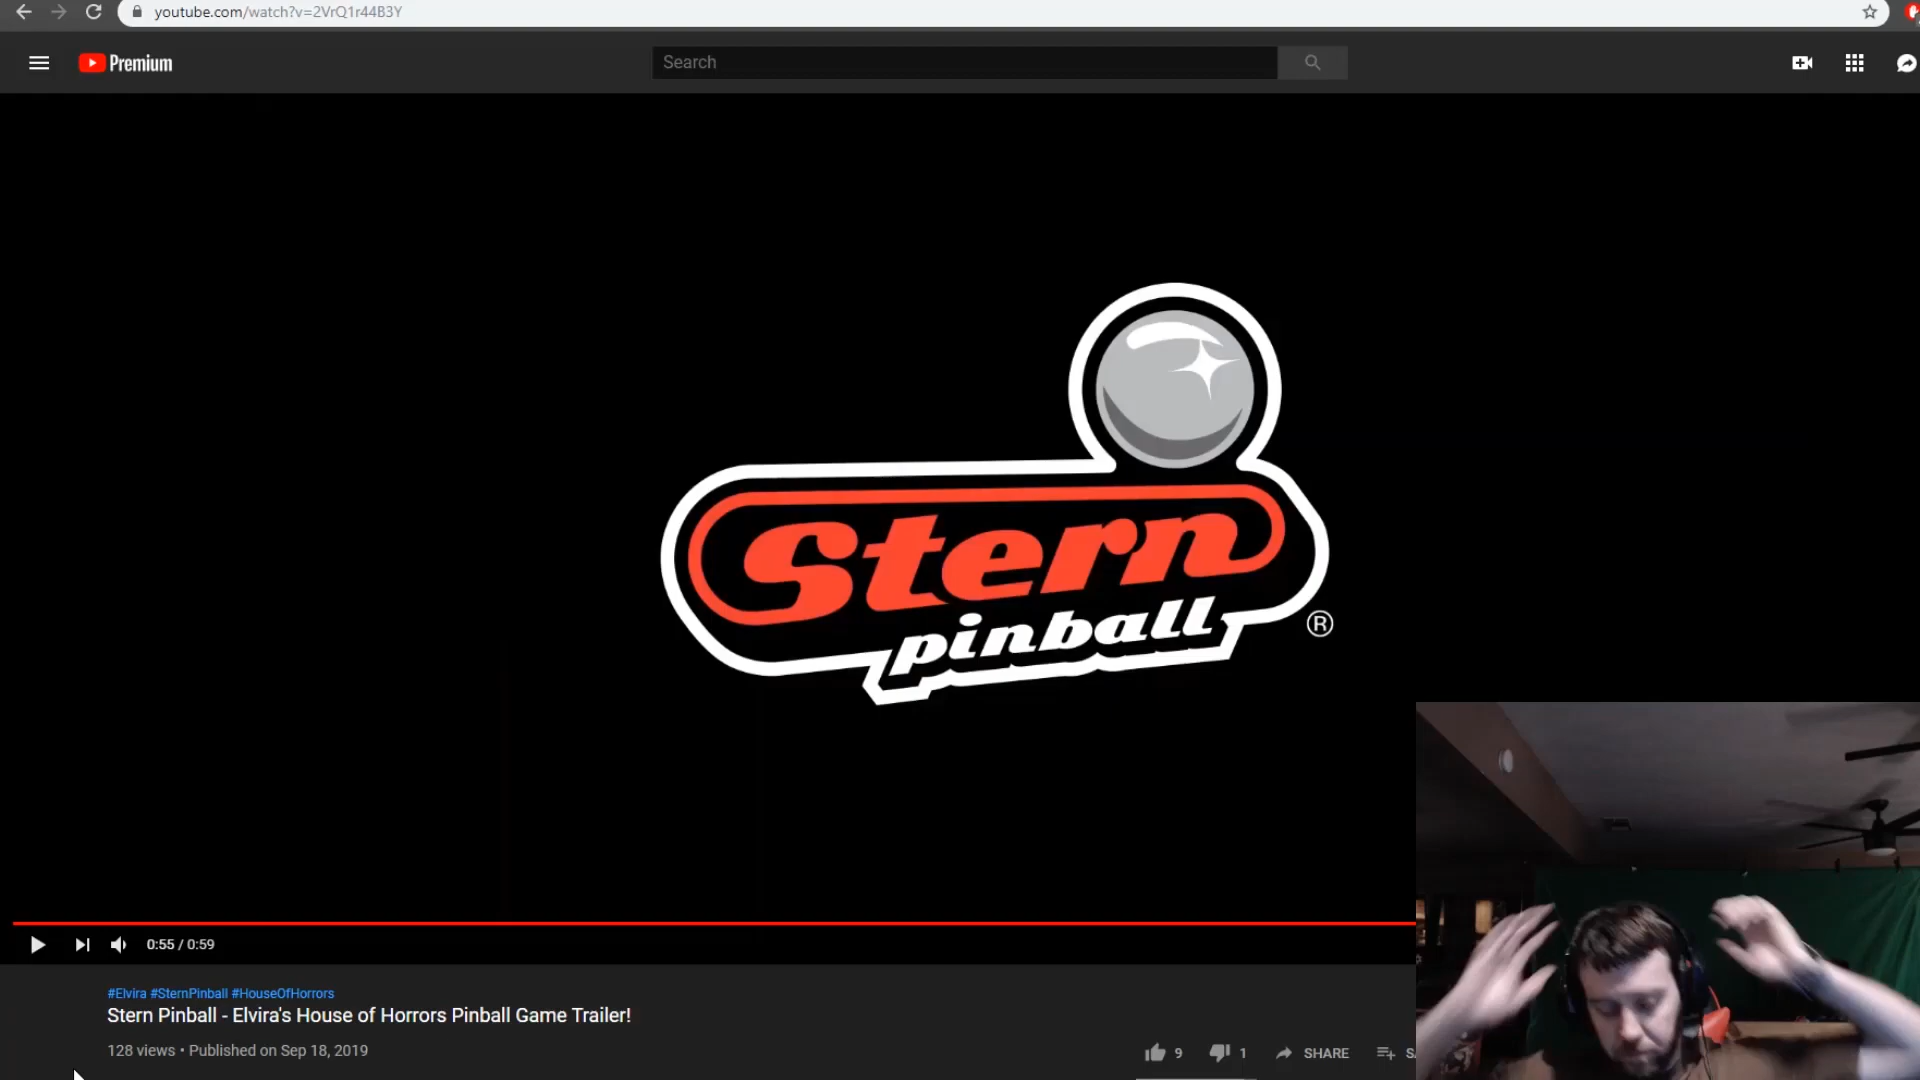 youtube.com/watch?v=2VrQ1r44B3Y
Premium
Search
Stern
pinball
®
0:55 / 0:59
#Elvira #SternPinball #HouseOfHorrors
Stern Pinball - Elvira's House of Horrors Pinball Game Trailer!
128 views • Published on Sep 18, 2019
9
1
SHARE